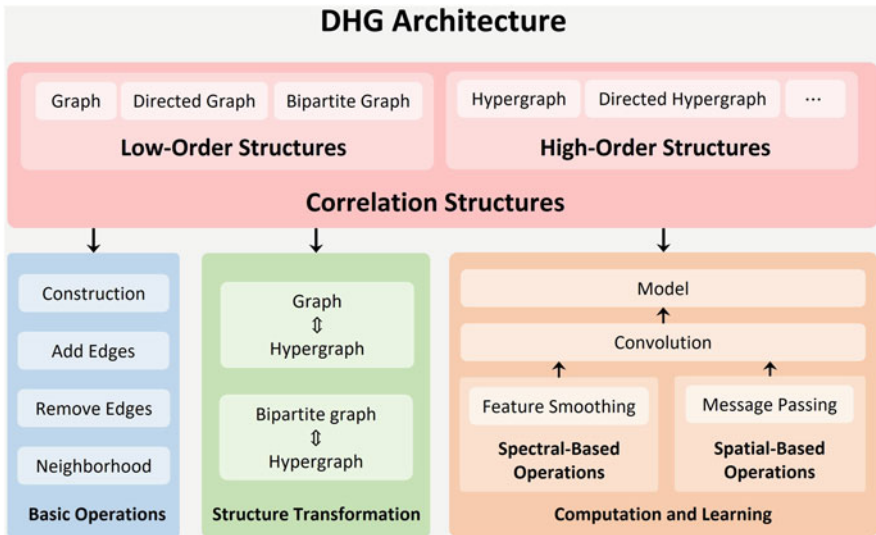 DHG Architecture
Graph
Directed Graph
Bipartite Graph
Low-Order Structures
Hypergraph
Directed Hypergraph
...
High-Order Structures
Correlation Structures
Construction
Add Edges
Remove Edges
Neighborhood
Basic Operations
Graph
⇕
Hypergraph
Bipartite graph
⇕
Hypergraph
Structure Transformation
Model
Convolution
Feature Smoothing
Spectral-Based
Operations
Message Passing
Spatial-Based
Operations
Computation and Learning